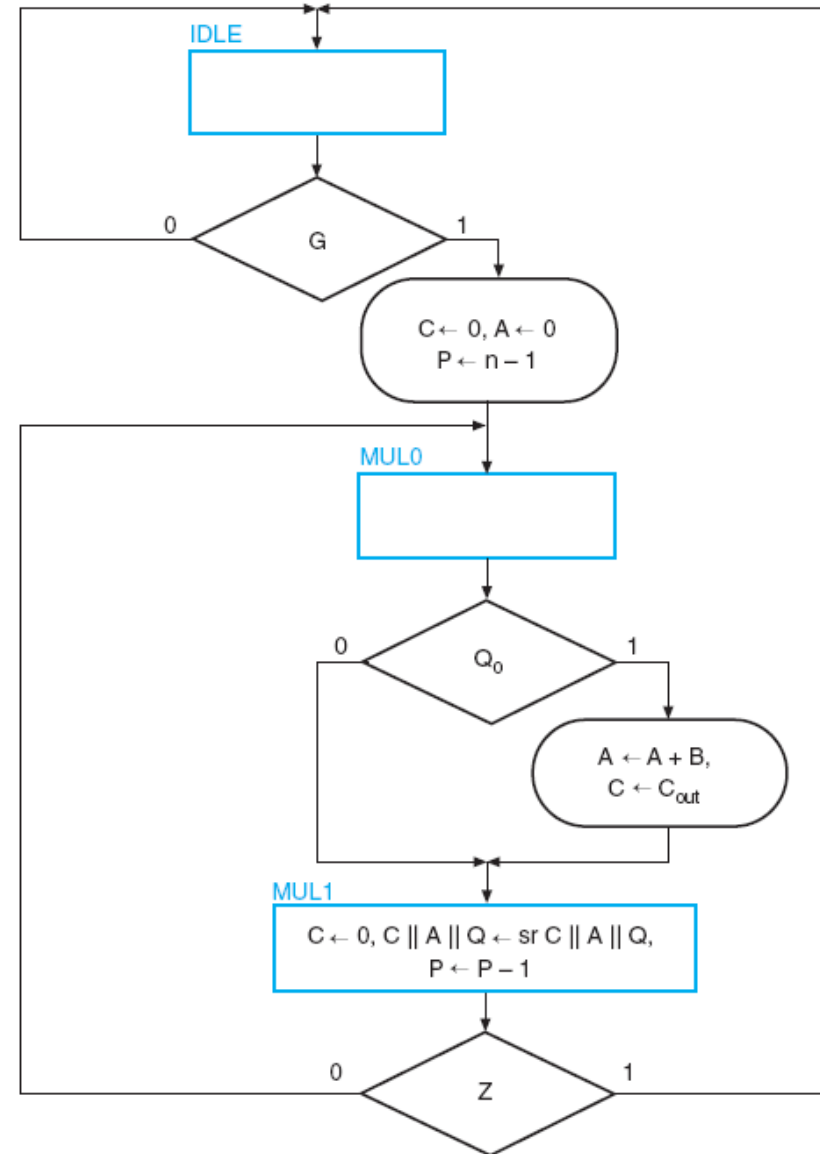 IDLE
0
1
G
C ← 0, A ← 0
P ← n – 1
MUL0
0
1
Q₀
A ← A + B,
C ← Cout
MUL1
C ← 0, C || A || Q ← sr C || A || Q,
P ← P – 1
0
1
Z